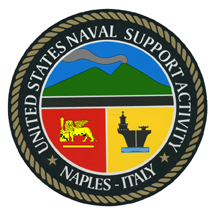 UNITED STATES NAVAL SUPPORT ACTIVITY
NAPLES - ITALY